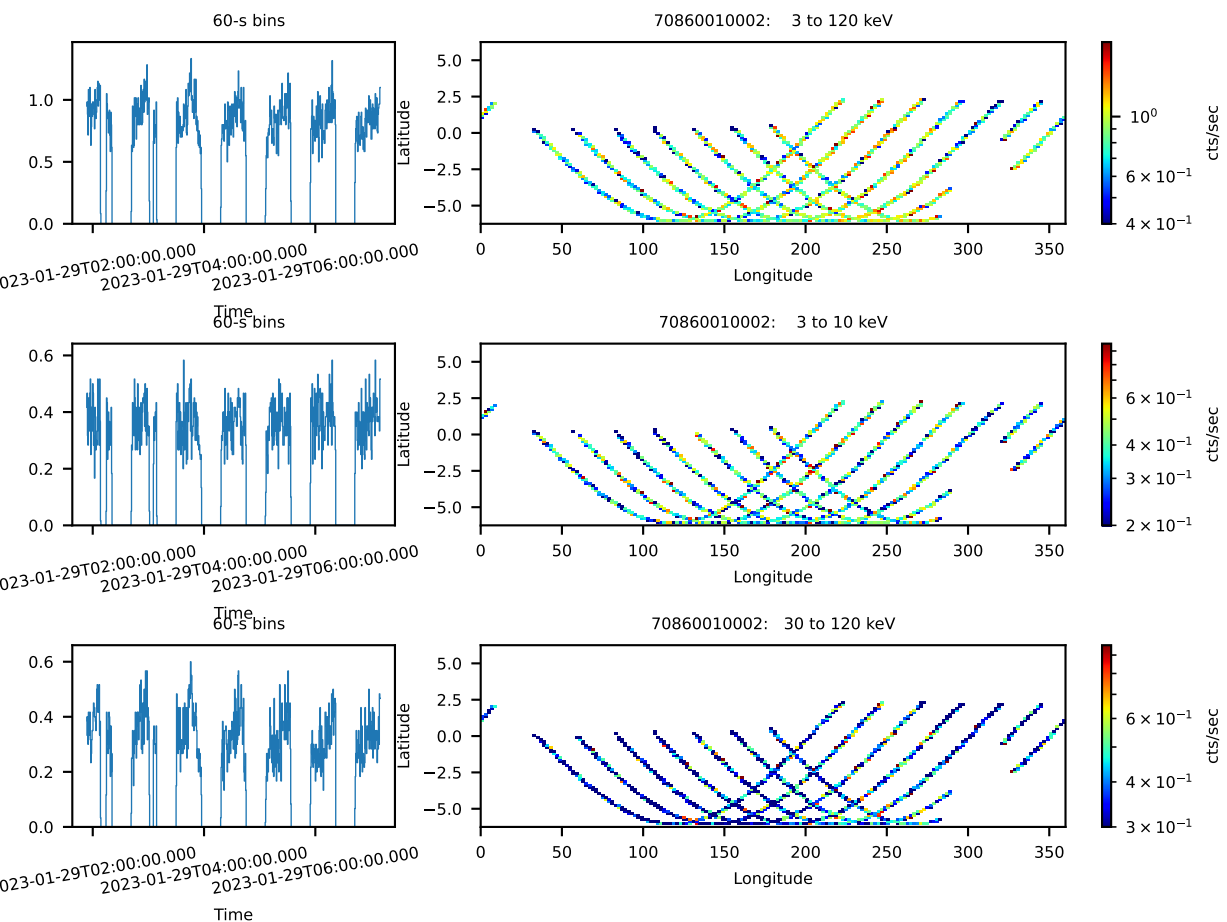 60-s bins
70860010002: 3 to 120 keV
1.0
0.5
0.0
023-01-29T02:00:00.000
2023-01-29T04:00:00.000
2023-01-29T06:00:00.000
Time
Latitude
5.0
2.5
0.0
−2.5
−5.0
0 50 100 150 200 250 300 350
Longitude
10⁰
6 × 10⁻¹
4 × 10⁻¹
cts/sec
60-s bins
70860010002: 3 to 10 keV
0.6
0.4
0.2
0.0
023-01-29T02:00:00.000
2023-01-29T04:00:00.000
2023-01-29T06:00:00.000
Time
Latitude
5.0
2.5
0.0
−2.5
−5.0
0 50 100 150 200 250 300 350
Longitude
6 × 10⁻¹
4 × 10⁻¹
3 × 10⁻¹
2 × 10⁻¹
cts/sec
60-s bins
70860010002: 30 to 120 keV
0.6
0.4
0.2
0.0
023-01-29T02:00:00.000
2023-01-29T04:00:00.000
2023-01-29T06:00:00.000
Time
Latitude
5.0
2.5
0.0
−2.5
−5.0
0 50 100 150 200 250 300 350
Longitude
6 × 10⁻¹
4 × 10⁻¹
3 × 10⁻¹
cts/sec